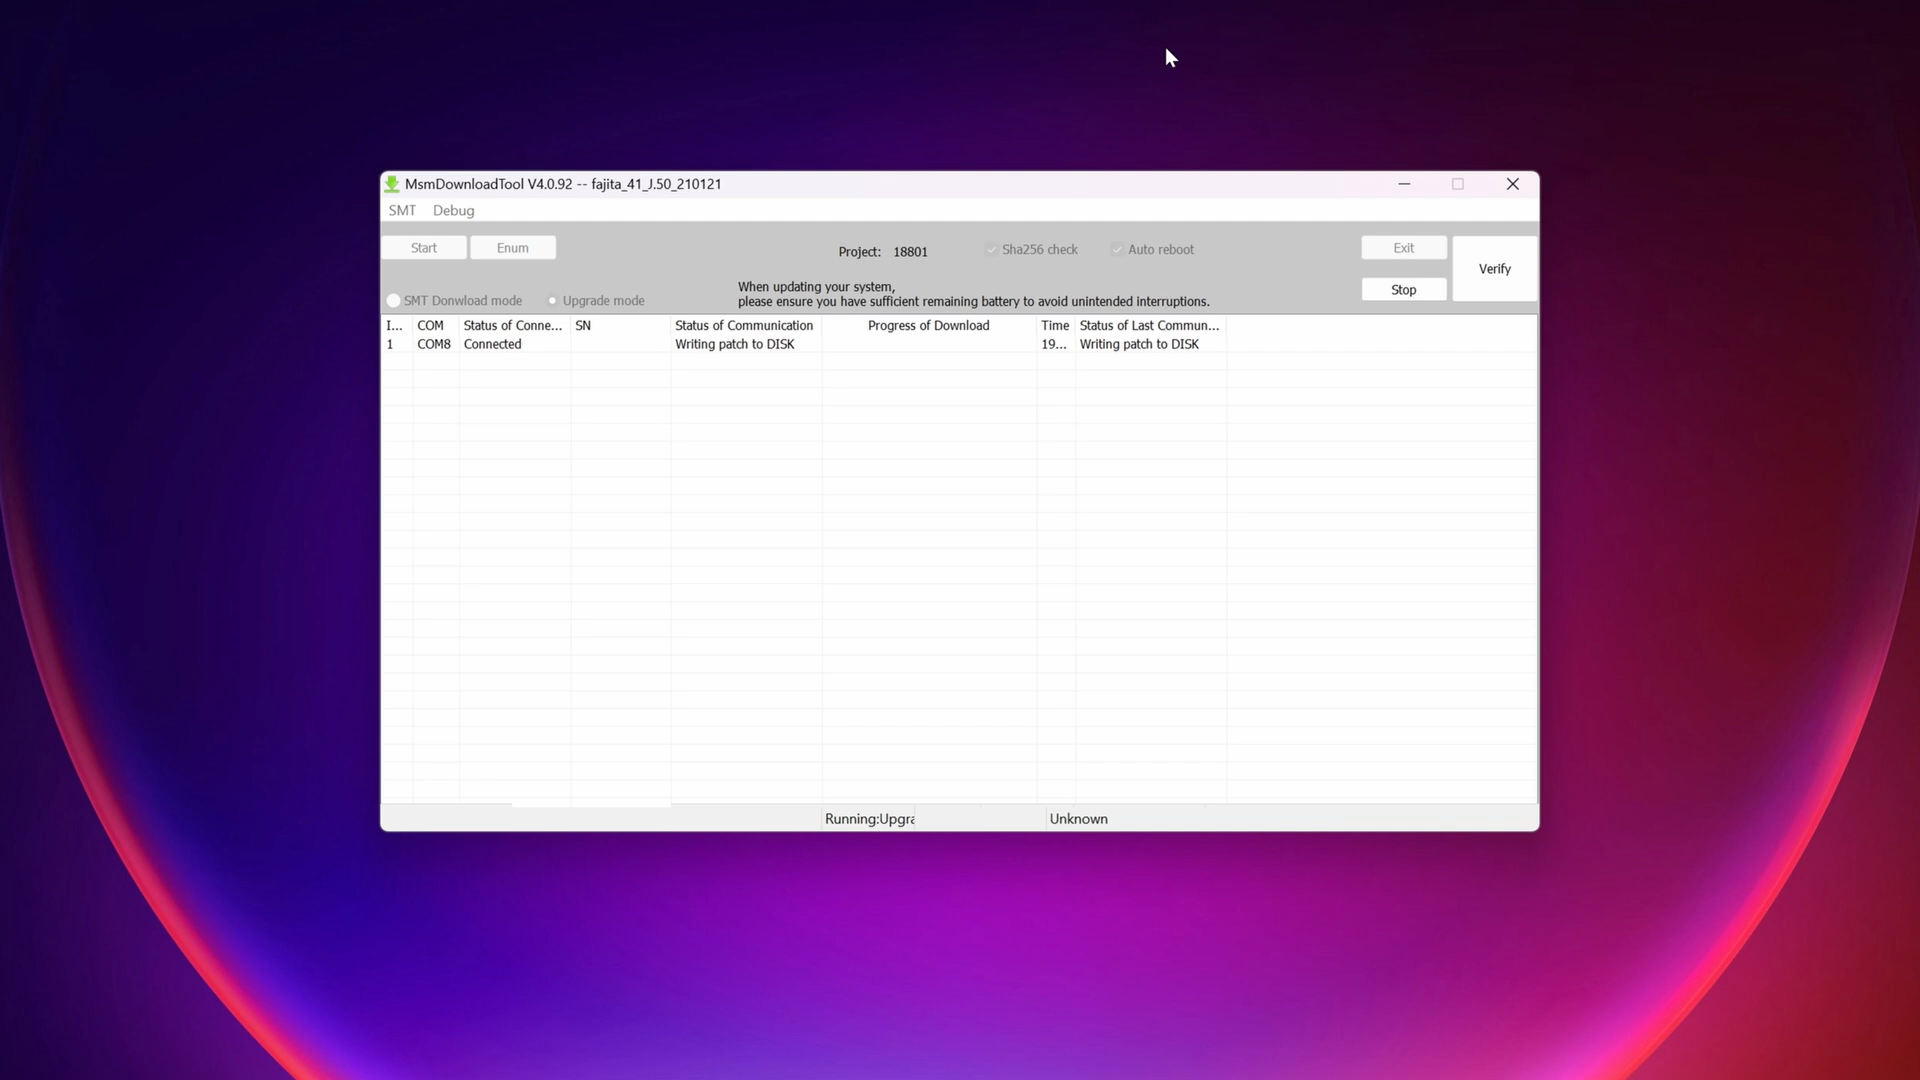 MsmDownloadTool V4.0.92 -- fajita_41_J.50_210121
SMT Debug
Start Enum Project: 18801 Sha256 check Auto reboot Exit Verify
When updating your system,
Stop
SMT Donwload mode Upgrade mode please ensure you have sufficient remaining battery to avoid unintended interruptions.
I... COM Status of Conne... SN Status of Communication Progress of Download Time Status of Last Commun...
1 COM8 Connected Writing patch to DISK 19... Writing patch to DISK
Running:Upgra Unknown